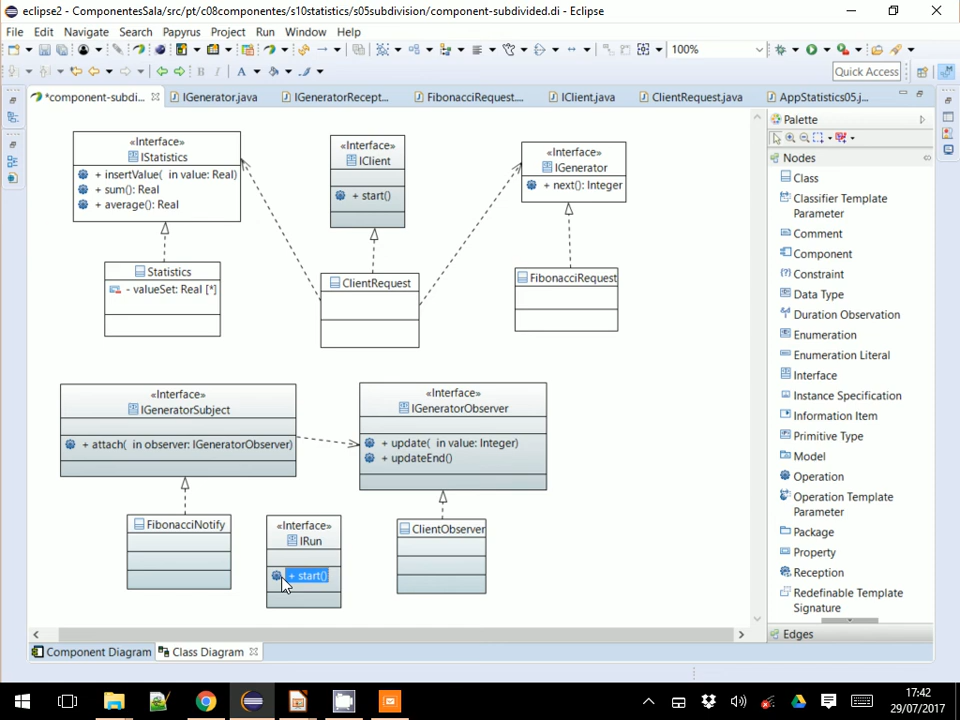 eclipse2 - ComponentesSala/src/pt/c08componentes/s10statistics/s05subdivision/component-subdivided.di - Eclipse
File Edit Navigate Search Papyrus Project Run Window Help
100%
B I A
Quick Access
*component-subdi...
IGenerator.java
IGeneratorRecept...
FibonacciRequest....
IClient.java
ClientRequest.java
AppStatistics05.j...
«Interface»
IStatistics
+ insertValue( in value: Real)
+ sum(): Real
+ average(): Real
«Interface»
IClient
+ start()
«Interface»
IGenerator
+ next(): Integer
Statistics
- valueSet: Real [*]
ClientRequest
FibonacciRequest
«Interface»
IGeneratorSubject
+ attach( in observer: IGeneratorObserver)
«Interface»
IGeneratorObserver
+ update( in value: Integer)
+ updateEnd()
FibonacciNotify
«Interface»
IRun
+ start()
ClientObserver
Palette
Nodes
Class
Classifier Template
Parameter
Comment
Component
Constraint
Data Type
Duration Observation
Enumeration
Enumeration Literal
Interface
Instance Specification
Information Item
Primitive Type
Model
Operation
Operation Template
Parameter
Package
Property
Reception
Redefinable Template
Signature
Edges
Component Diagram
Class Diagram
17:42
29/07/2017